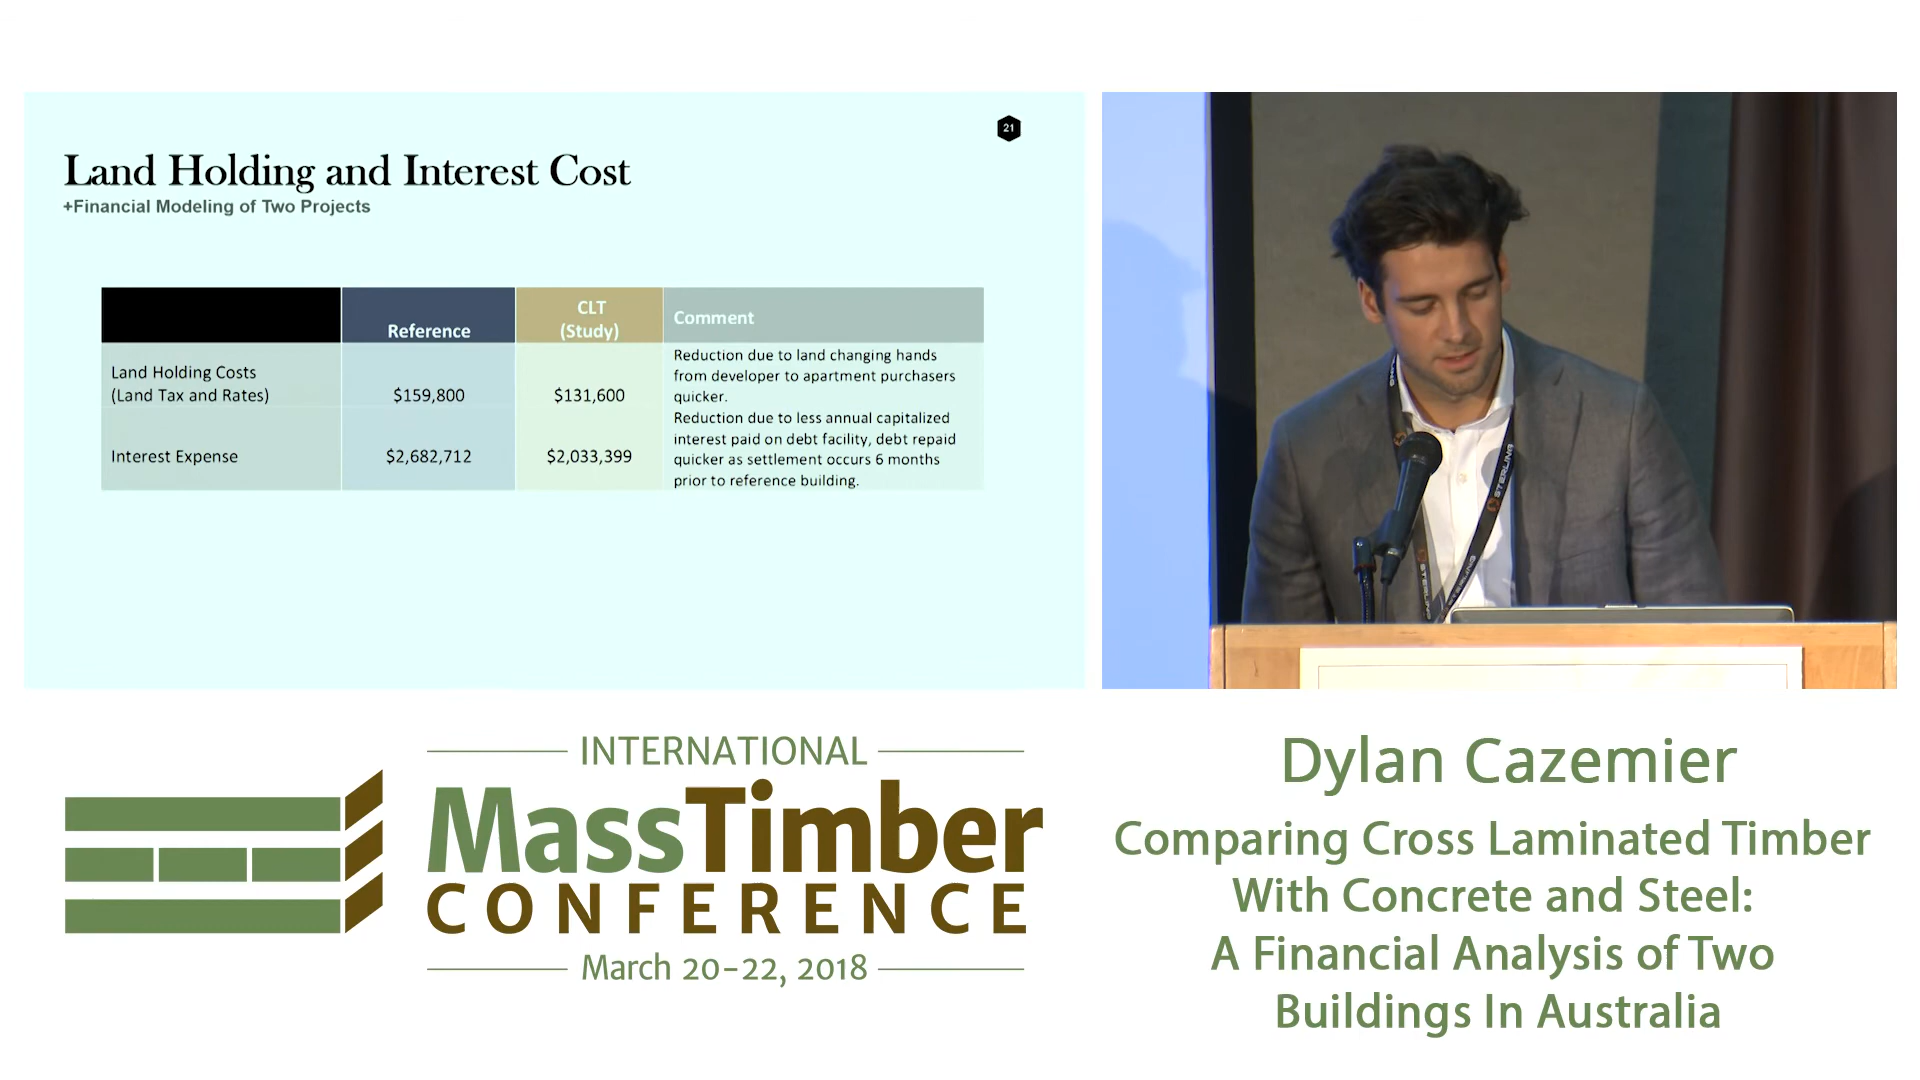 21
Land Holding and Interest Cost
+Financial Modeling of Two Projects
Reference
CLT
(Study)
Comment
Land Holding Costs
(Land Tax and Rates)
$159,800
$131,600
Reduction due to land changing hands
from developer to apartment purchasers
quicker.
Interest Expense
$2,682,712
$2,033,399
Reduction due to less annual capitalized
interest paid on debt facility, debt repaid
quicker as settlement occurs 6 months
prior to reference building.
STERLING
STERLING
STERLING
INTERNATIONAL
MassTimber
CONFERENCE
March 20-22, 2018
Dylan Cazemier
Comparing Cross Laminated Timber
With Concrete and Steel:
A Financial Analysis of Two
Buildings In Australia